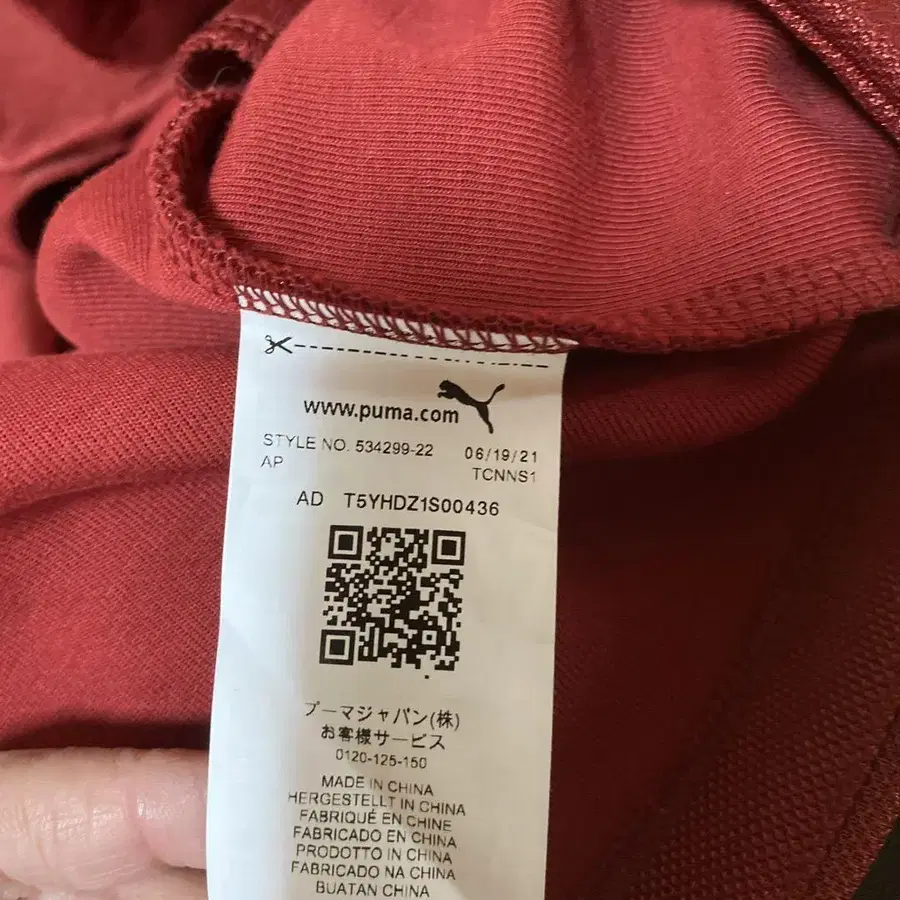 www.puma.com
STYLE NO. 534299-22 06/19/21
AP TCNNS1
AD T5YHDZ1S00436
プーマジャパン(株)
お客様サービス
0120-125-150
MADE IN CHINA
HERGESTELLT IN CHINA
FABRIQUÉ EN CHINE
FABRICADO EN CHINA
PRODOTTO IN CHINA
FABRICADO NA CHINA
BUATAN CHINA